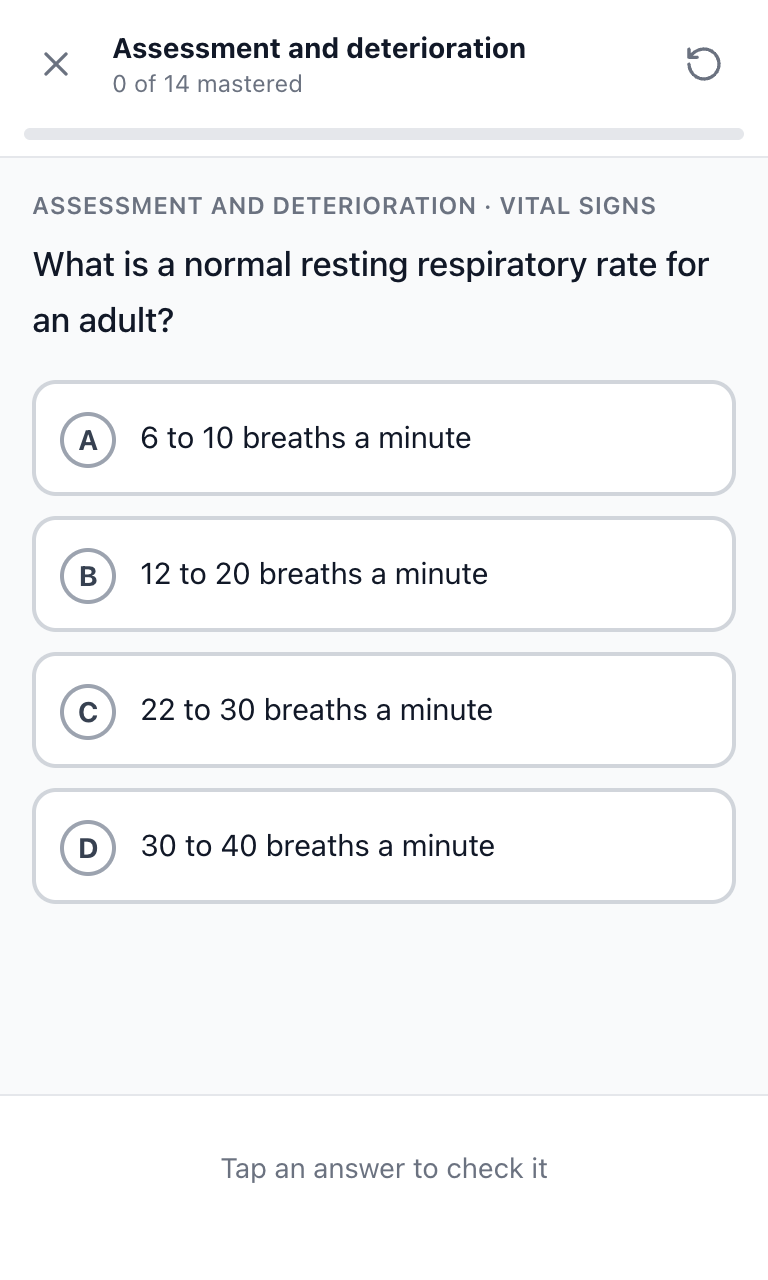 Assessment and deterioration
0 of 14 mastered
ASSESSMENT AND DETERIORATION · VITAL SIGNS
What is a normal resting respiratory rate for
an adult?
A 6 to 10 breaths a minute
B 12 to 20 breaths a minute
C 22 to 30 breaths a minute
D 30 to 40 breaths a minute
Tap an answer to check it